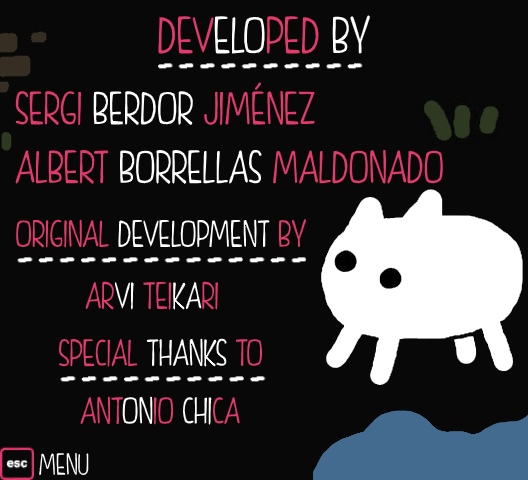 DEVELOPED BY
SERGI BERDOR JIMÉNEZ
ALBERT BORRELLAS MALDONADO
ORIGINAL DEVELOPMENT BY
ARVI TEIKARI
SPECIAL THANKS TO
ANTONIO CHICA
esc MENU